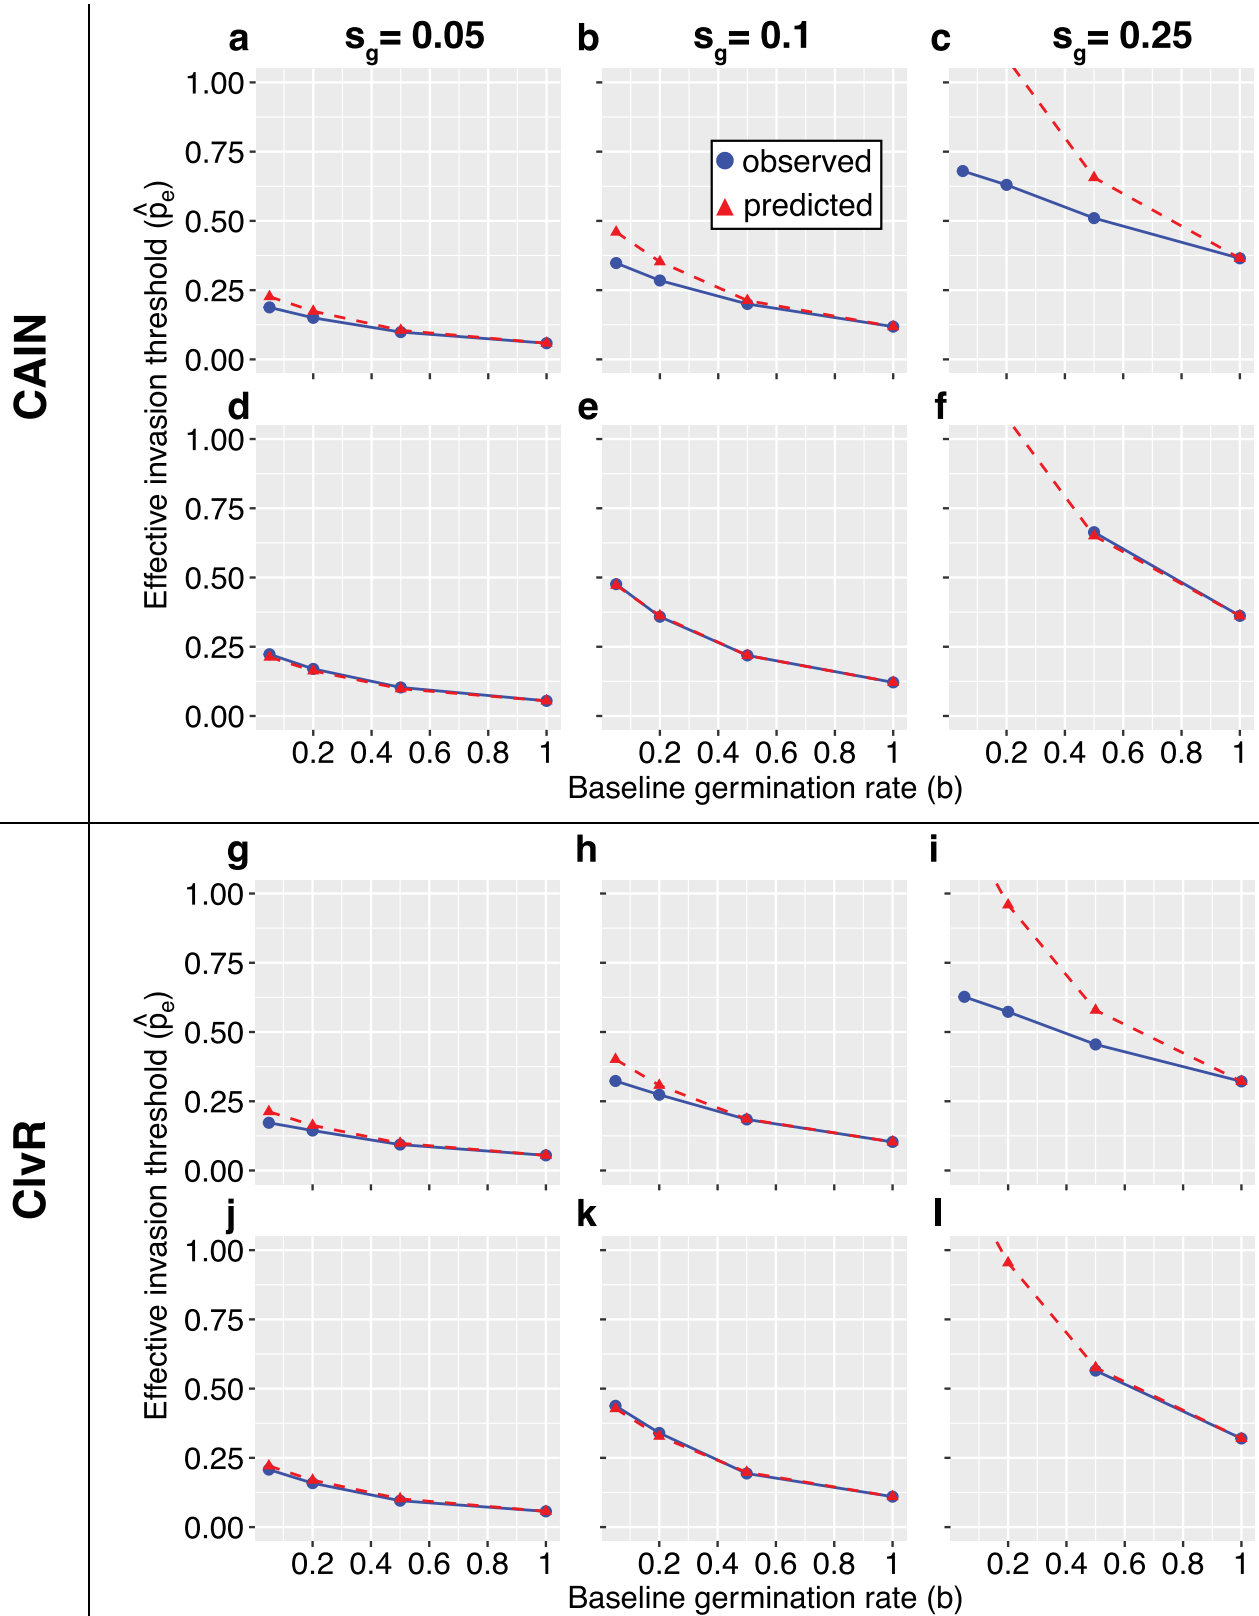 a s_g= 0.05 b s_g= 0.1 c s_g= 0.25
CAIN
Effective invasion threshold (p̂_e)
1.00
0.75
0.50
0.25
0.00
observed
predicted
d e f
1.00
0.75
0.50
0.25
0.00
0.2 0.4 0.6 0.8 1 0.2 0.4 0.6 0.8 1 0.2 0.4 0.6 0.8 1
Baseline germination rate (b)
g h i
ClvR
Effective invasion threshold (p̂_e)
1.00
0.75
0.50
0.25
0.00
j k l
1.00
0.75
0.50
0.25
0.00
0.2 0.4 0.6 0.8 1 0.2 0.4 0.6 0.8 1 0.2 0.4 0.6 0.8 1
Baseline germination rate (b)